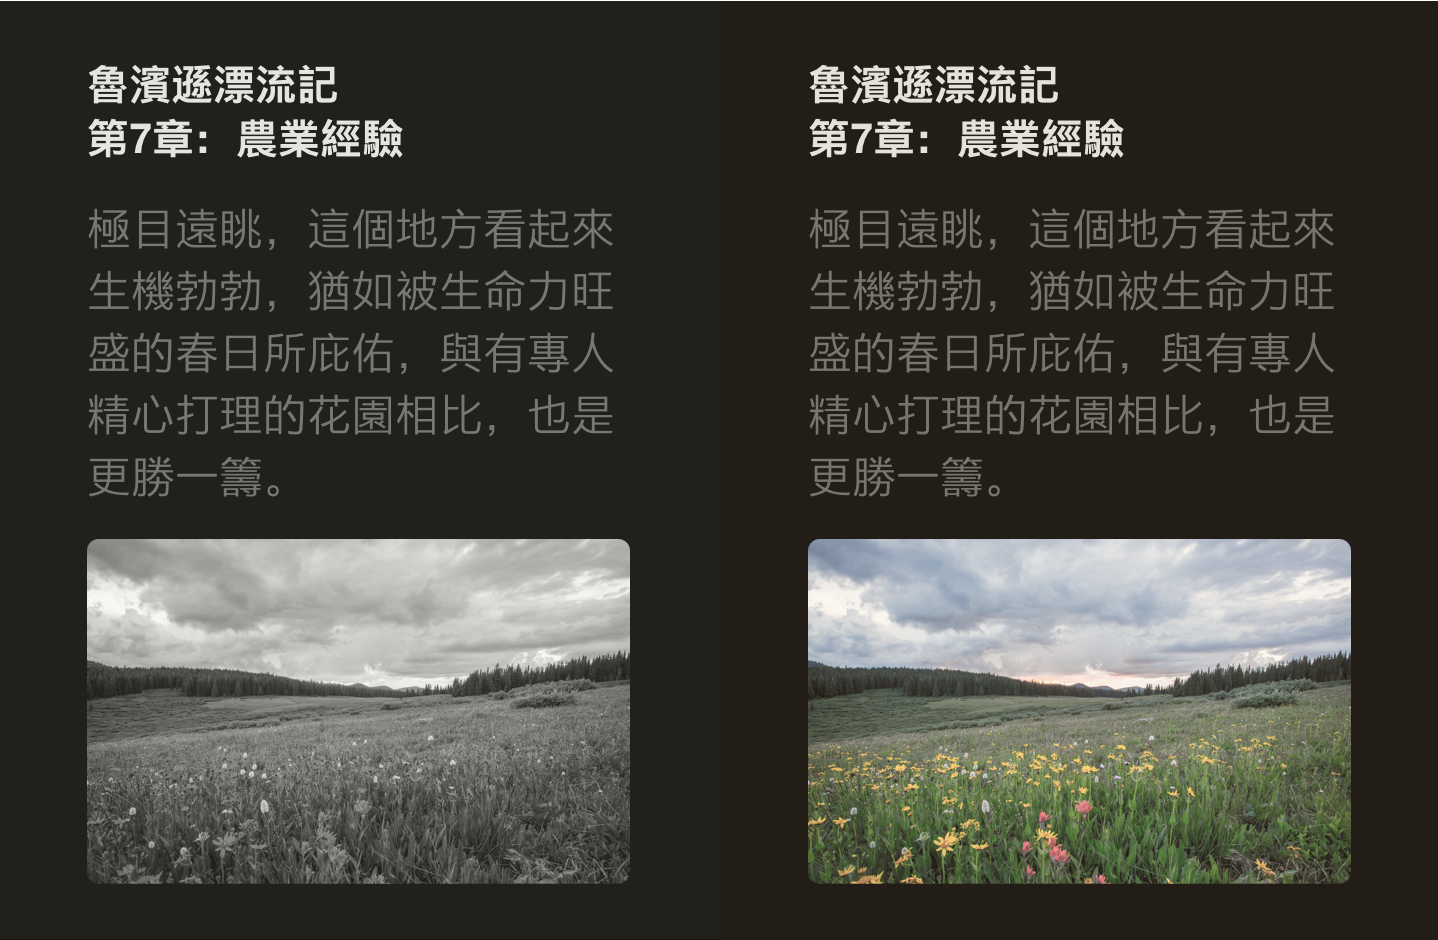 魯濱遜漂流記
第7章：農業經驗
極目遠眺，這個地方看起來
生機勃勃，猶如被生命力旺
盛的春日所庇佑，與有專人
精心打理的花園相比，也是
更勝一籌。
魯濱遜漂流記
第7章：農業經驗
極目遠眺，這個地方看起來
生機勃勃，猶如被生命力旺
盛的春日所庇佑，與有專人
精心打理的花園相比，也是
更勝一籌。